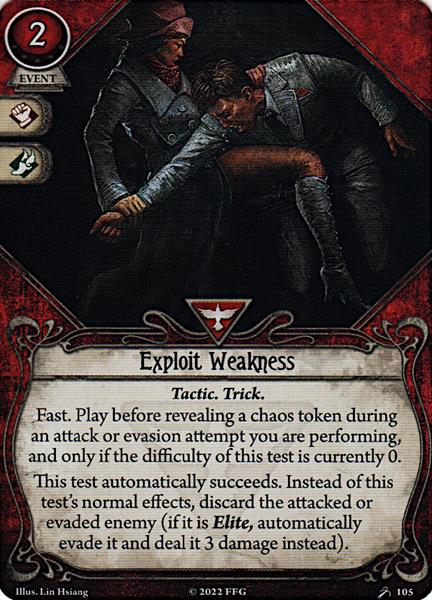 2
EVENT
Exploit Weakness
Tactic. Trick.
Fast. Play before revealing a chaos token during
an attack or evasion attempt you are performing,
and only if the difficulty of this test is currently 0.
This test automatically succeeds. Instead of this
test's normal effects, discard the attacked or
evaded enemy (if it is Elite, automatically
evade it and deal it 3 damage instead).
Illus. Lin Hsiang
© 2022 FFG
105